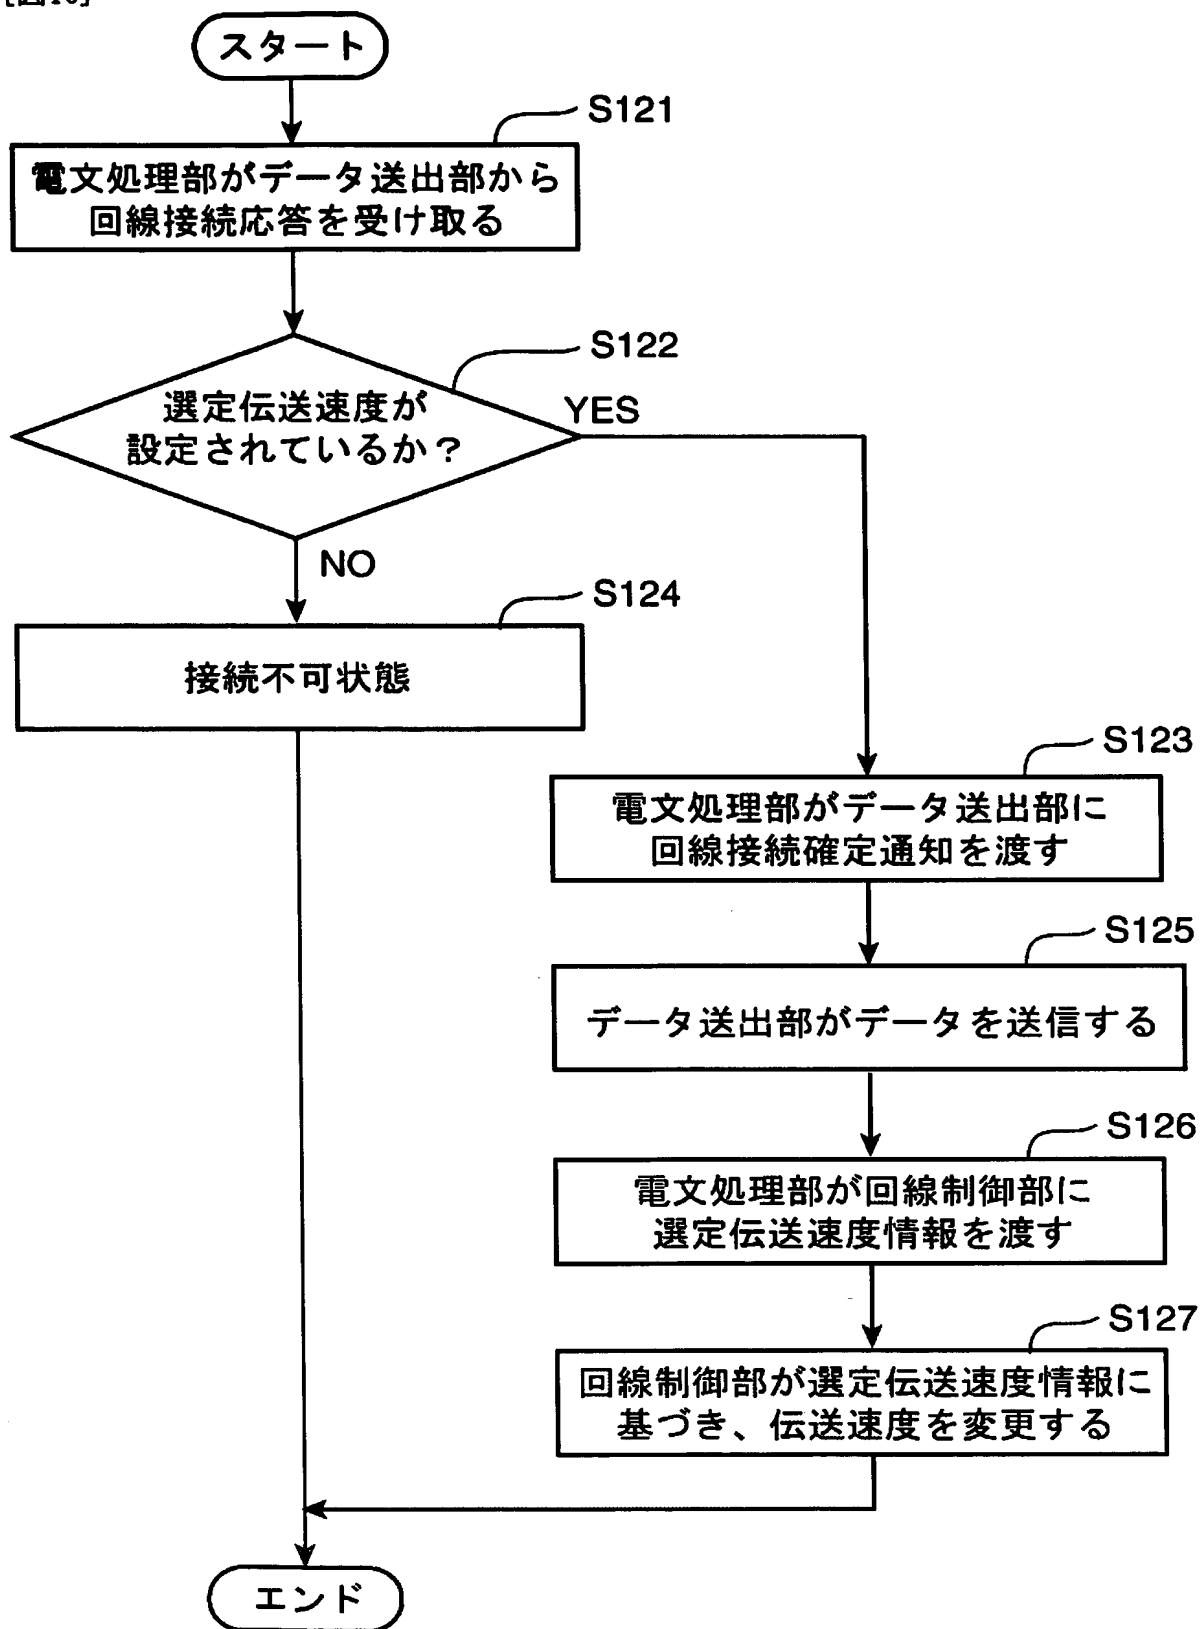 スタート
S121
電文処理部がデータ送出部から
回線接続応答を受け取る
S122
選定伝送速度が
設定されているか？
YES
NO
S124
接続不可状態
S123
電文処理部がデータ送出部に
回線接続確定通知を渡す
S125
データ送出部がデータを送信する
S126
電文処理部が回線制御部に
選定伝送速度情報を渡す
S127
回線制御部が選定伝送速度情報に
基づき、伝送速度を変更する
エンド